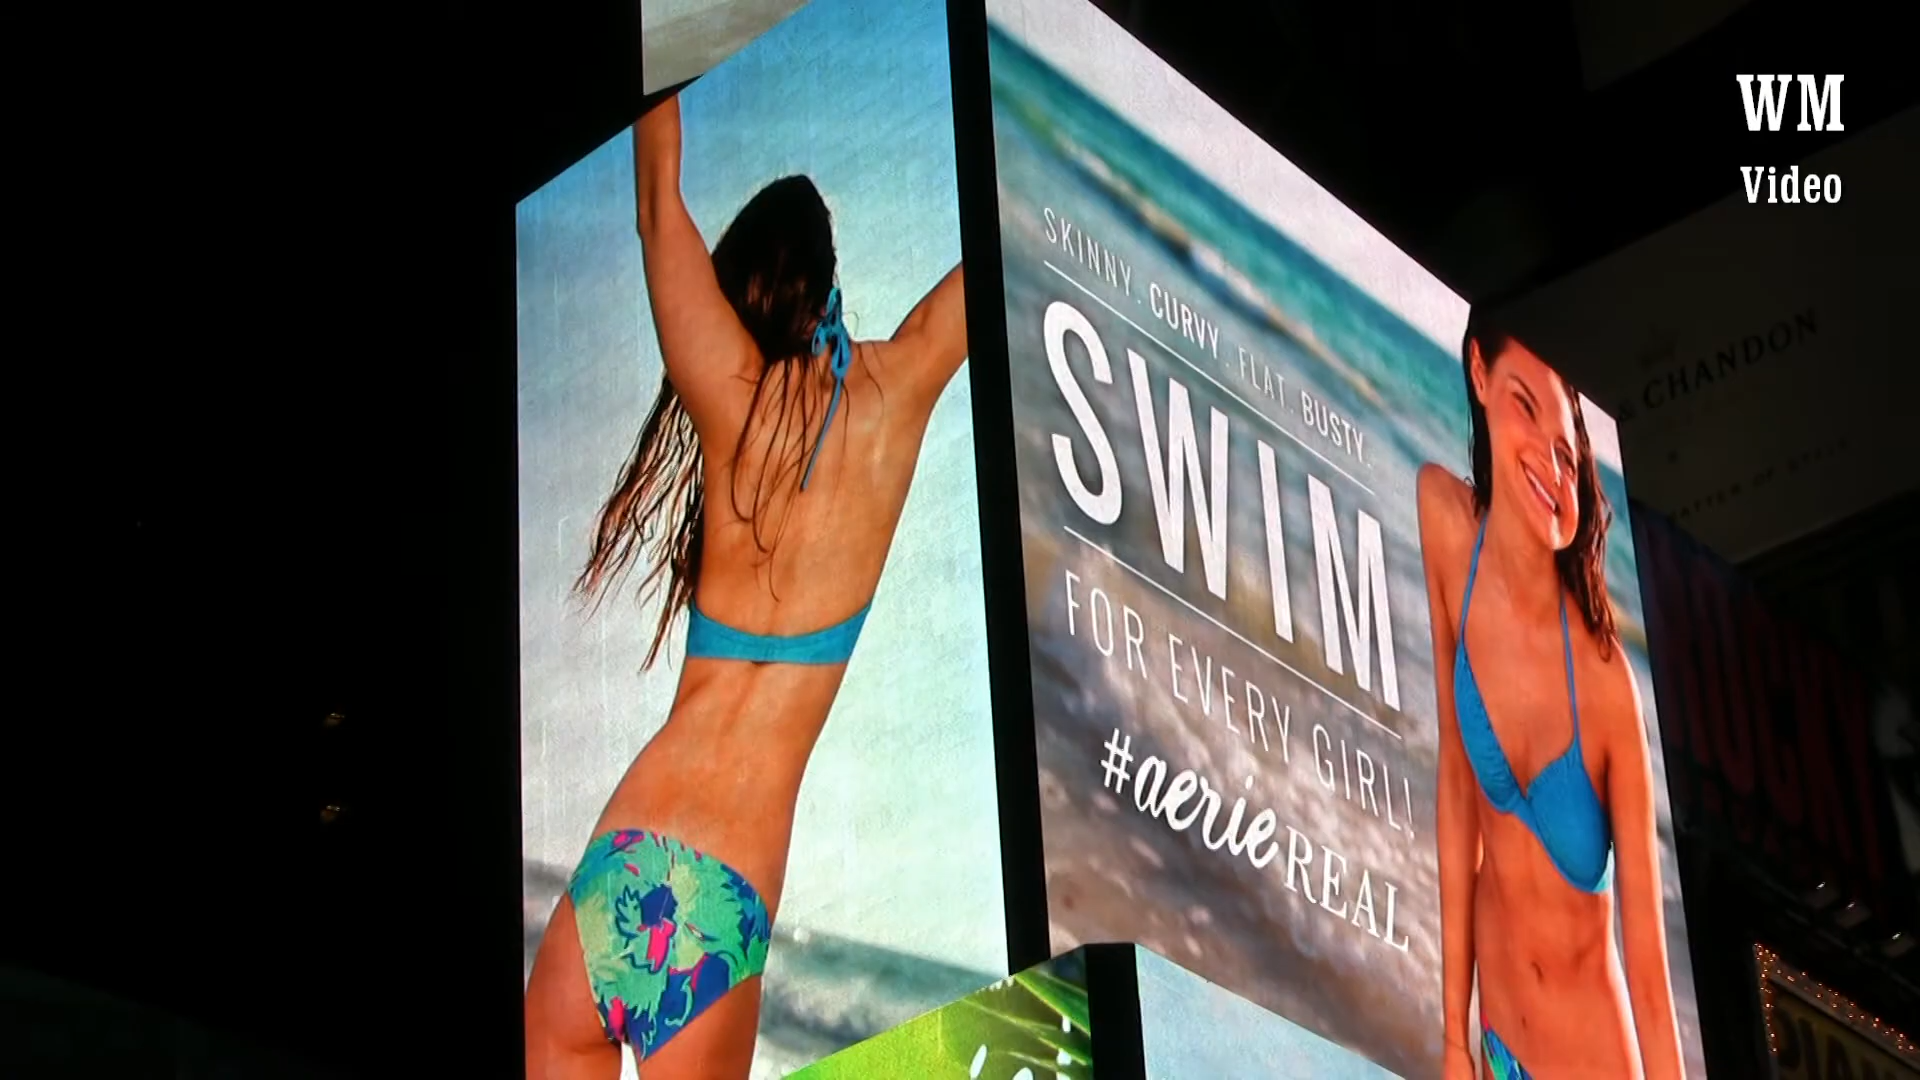 WM
Video
SKINNY. CURVY. FLAT. BUSTY.
SWIM
FOR EVERY GIRL!
#aerie REAL
& CHANDON